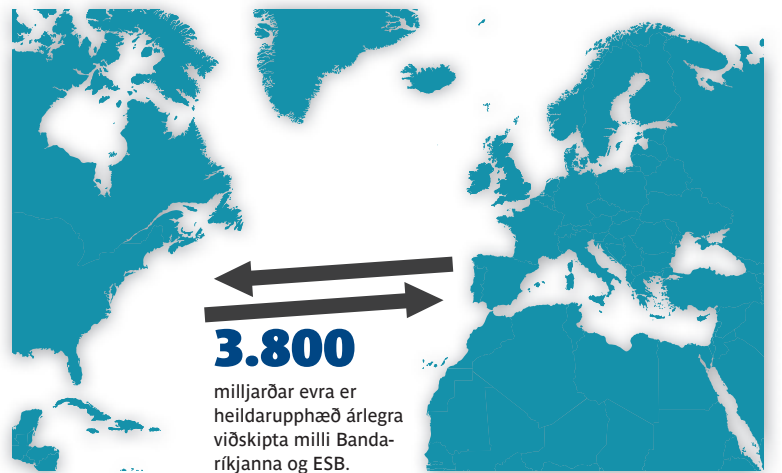 3.800
milljarðar evra er
heildarupphæð árlegra
viðskipta milli Banda-
ríkjanna og ESB.